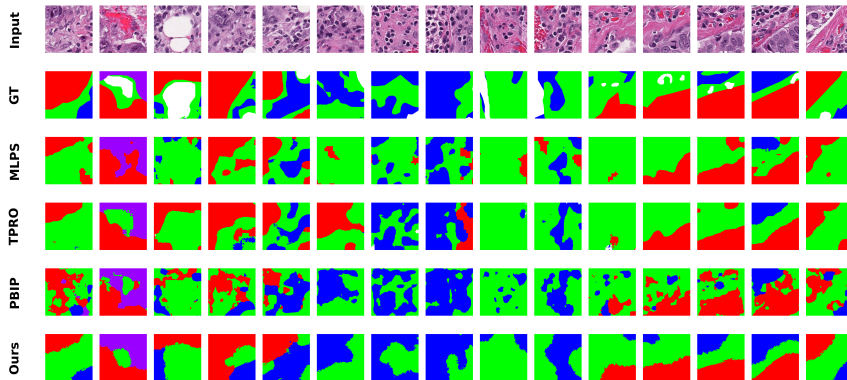 Input
GT
MLPS
TPRO
PBIP
Ours